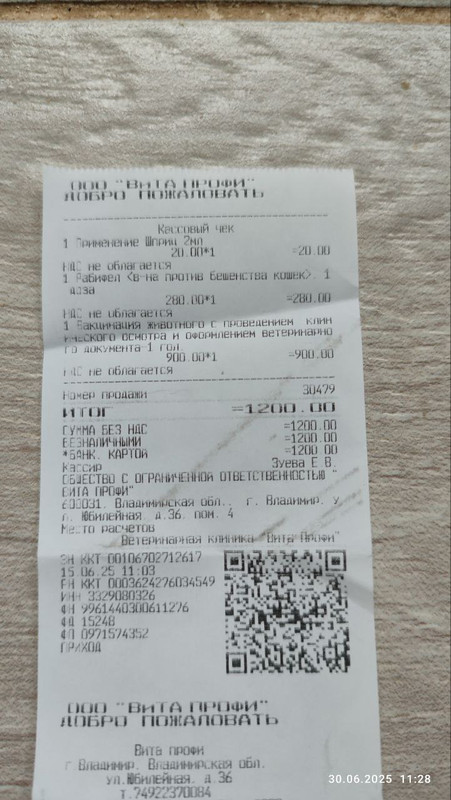 ООО "ВИТА ПРОФИ"
ДОБРО ПОЖАЛОВАТЬ
Кассовый чек
1 Применение Шприц 2мл
20.00*1 =20.00
НДС не облагается
1 Рабифел <в-на против бешенства кошек>. 1
доза
280.00*1 =280.00
НДС не облагается
1 Вакцинация животного с проведением клин
ического осмотра и оформлением ветеринарно
го документа 1 гол.
900.00*1 =900.00
НДС не облагается
Номер продажи 30479
ИТОГ =1200.00
СУММА БЕЗ НДС =1200.00
БЕЗНАЛИЧНЫМИ =1200.00
*БАНК. КАРТОЙ =1200.00
Кассир Зуева Е.В.
ОБЩЕСТВО С ОГРАНИЧЕННОЙ ОТВЕТСТВЕННОСТЬЮ "
ВИТА ПРОФИ"
600031. Владимирская обл., г. Владимир. у
л. Юбилейная. д.36. пом. 4
Место расчетов
Ветеринарная клиника "Вита Профи"
ЗН ККТ 00106702712617
15.06.25 11:03
РН ККТ 0003624276034549
ИНН 3329080326
ФН 9961440300611276
ФД 15248
ФП 0971574352
ПРИХОД
ООО "ВИТА ПРОФИ"
ДОБРО ПОЖАЛОВАТЬ
Вита профи
г.Владимир. Владимирская обл.
ул.Юбилейная. д.36
Т.74922370084
30.06.2025 11:28